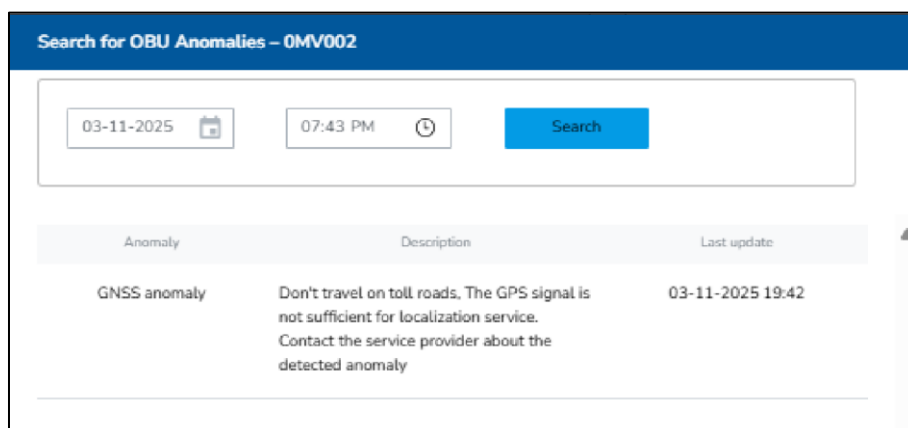 Search for OBU Anomalies – 0MV002
03-11-2025
07:43 PM
Search
Anomaly Description Last update
GNSS anomaly Don't travel on toll roads, The GPS signal is 03-11-2025 19:42
not sufficient for localization service.
Contact the service provider about the
detected anomaly